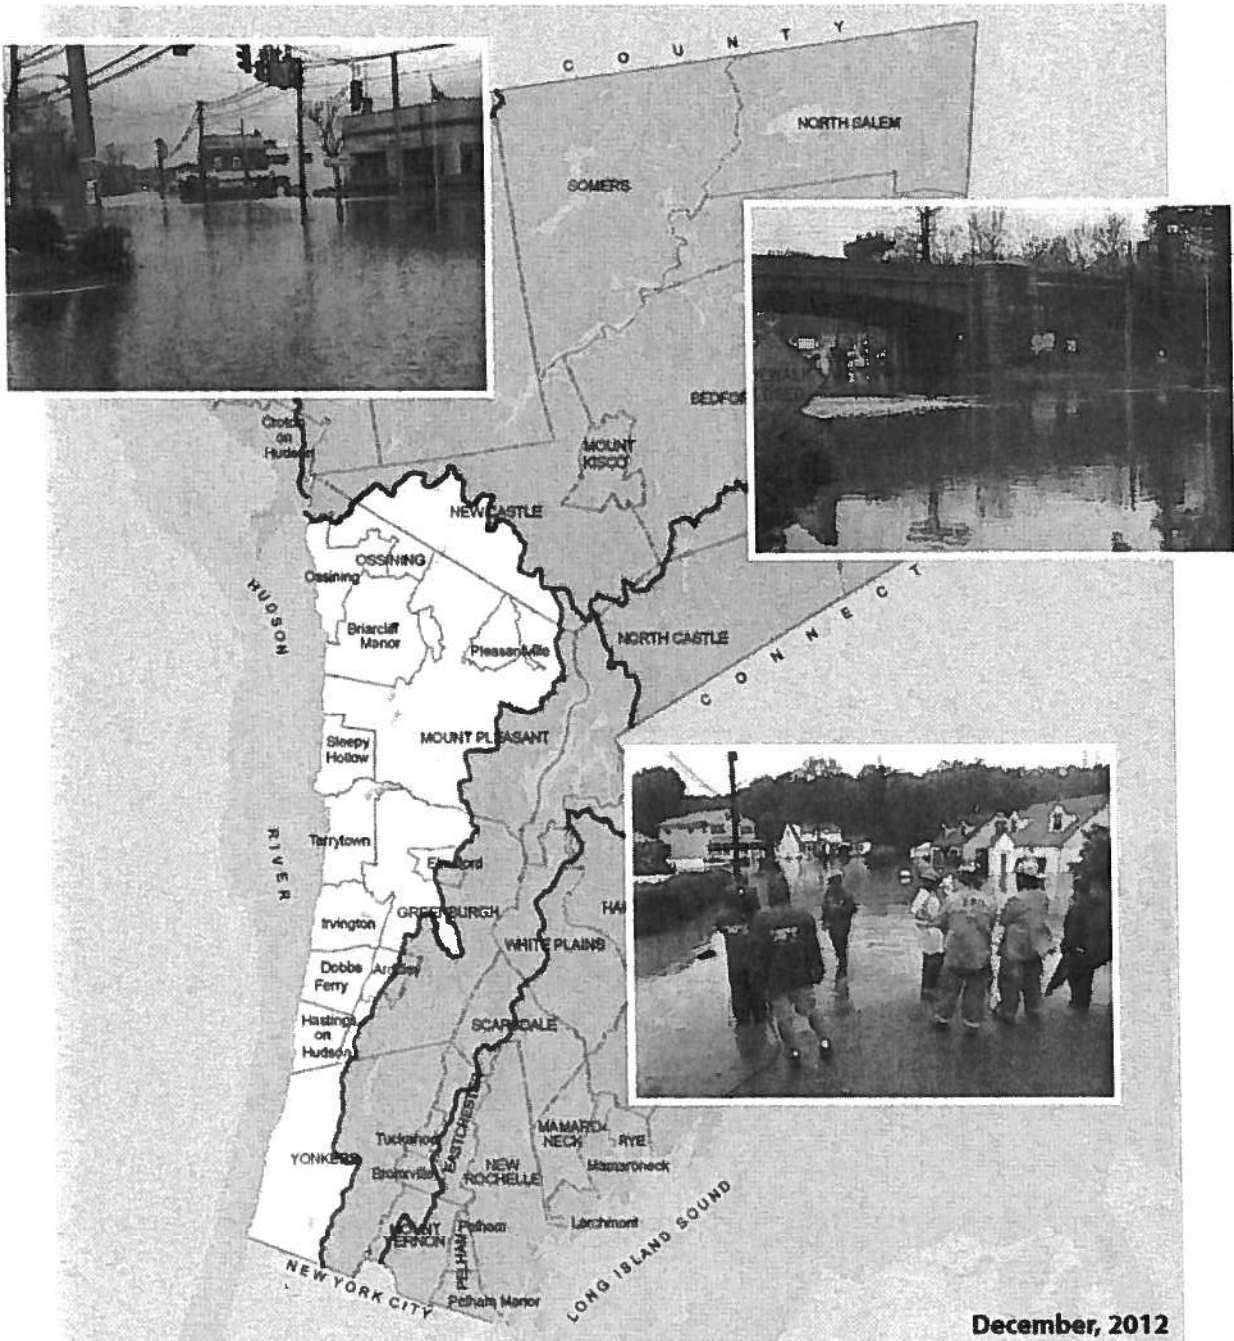 COUNTY
NORTH SALEM
SOMERS
Croton
on
Hudson
MOUNT
KISCO
NEW CASTLE
OSSINING
Ossining
HUDSON
Briarcliff
Manor
Pleasantville
NORTH CASTLE
MOUNT PLEASANT
Sleepy
Hollow
RIVER
Tarrytown
Elmsford
GREENBURGH
Irvington
WHITE PLAINS
Dobbs
Ferry
Ardsley
Hastings
on
Hudson
SCARSDALE
EASTCHESTER
Tuckahoe
MAMARO-
NECK
RYE
Mamaroneck
YONKERS
Bronxville
NEW
ROCHELLE
MOUNT
VERNON
Pelham
PELHAM
Larchmont
LONG ISLAND SOUND
NEW YORK CITY
Pelham Manor
December, 2012